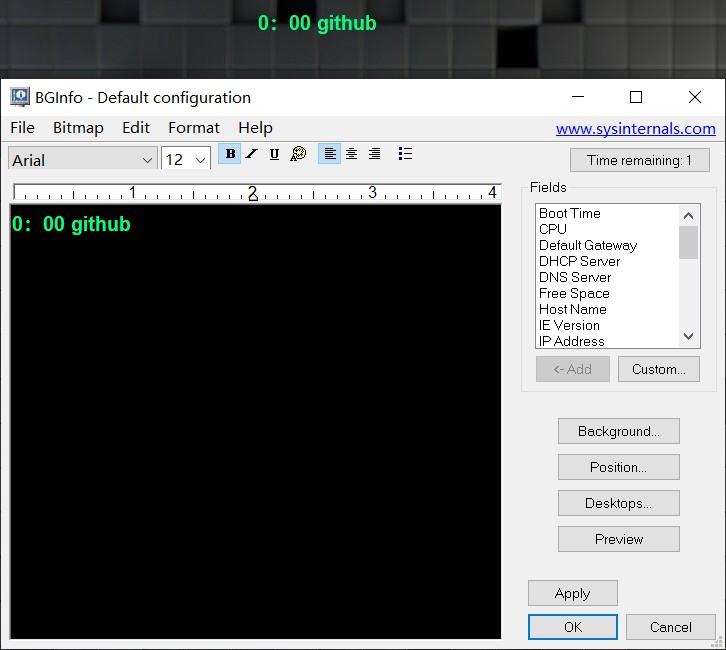 0：00 github
BGInfo - Default configuration
File Bitmap Edit Format Help www.sysinternals.com
Arial 12 B I U Time remaining: 1
1 2 3 4
Fields
0：00 github
Boot Time
CPU
Default Gateway
DHCP Server
DNS Server
Free Space
Host Name
IE Version
IP Address
<- Add Custom...
Background...
Position...
Desktops...
Preview
Apply
OK Cancel